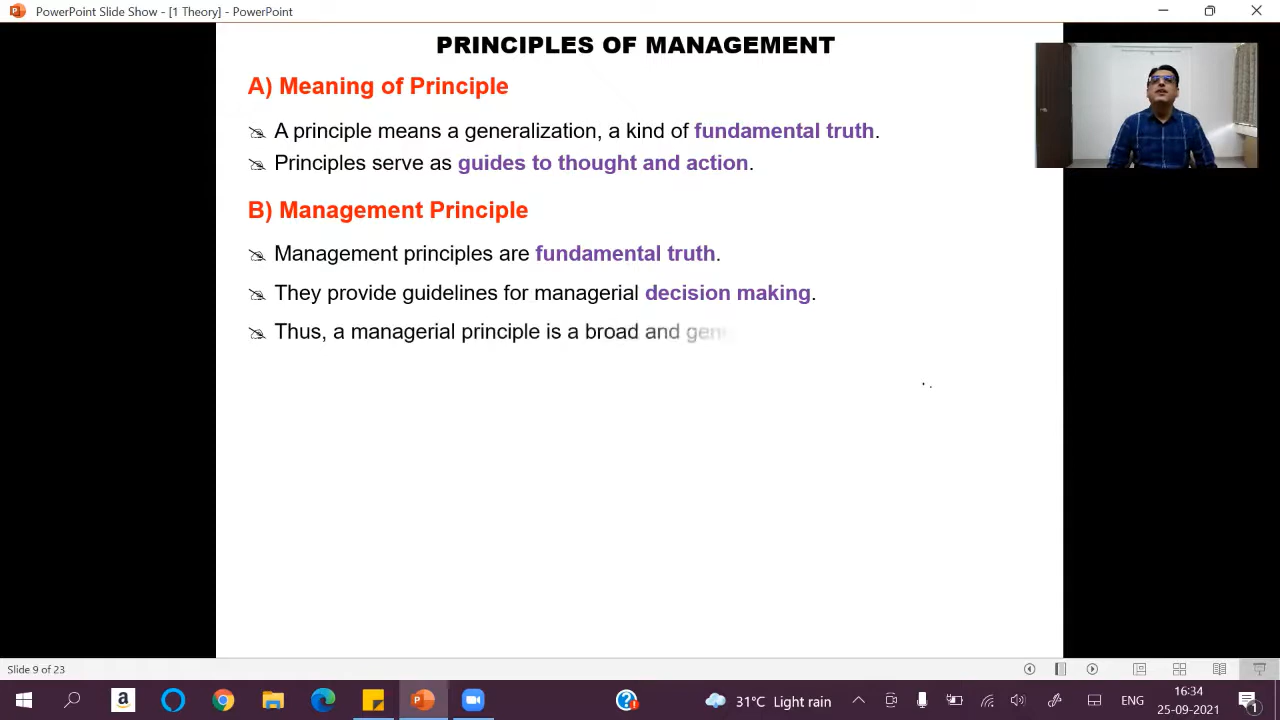 PowerPoint Slide Show - [1 Theory] - PowerPoint
PRINCIPLES OF MANAGEMENT
A) Meaning of Principle
A principle means a generalization, a kind of fundamental truth.
Principles serve as guides to thought and action.
B) Management Principle
Management principles are fundamental truth.
They provide guidelines for managerial decision making.
Thus, a managerial principle is a broad and
Slide 9 of 23
31°C Light rain
ENG
16:34
25-09-2021
1